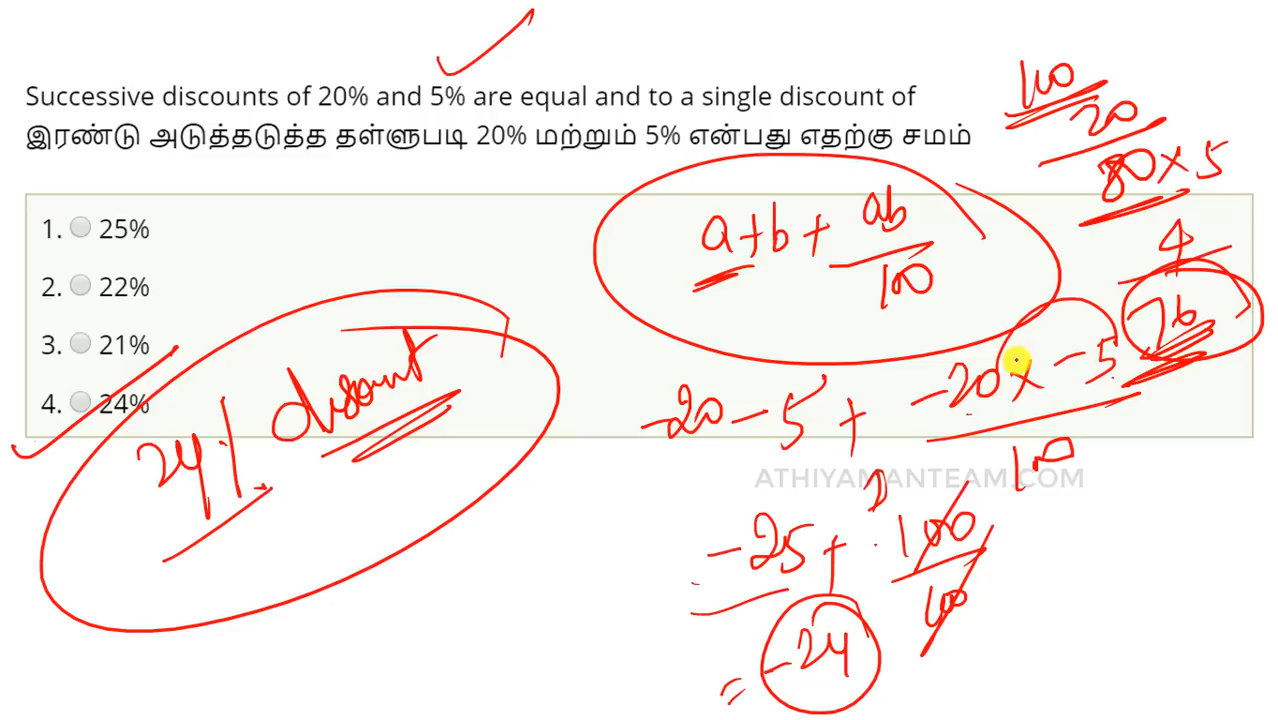 Successive discounts of 20% and 5% are equal and to a single discount of
இரண்டு அடுத்தடுத்த தள்ளுபடி 20% மற்றும் 5% என்பது எதற்கு சமம்
100
20
80 x 5
4
76
a + b + ab
100
1. 25%
2. 22%
3. 21%
4. 24%
24% discount
-20 - 5 + -20 x -5
100
ATHIYAMANTEAM.COM
-25 + 100
100
= -24